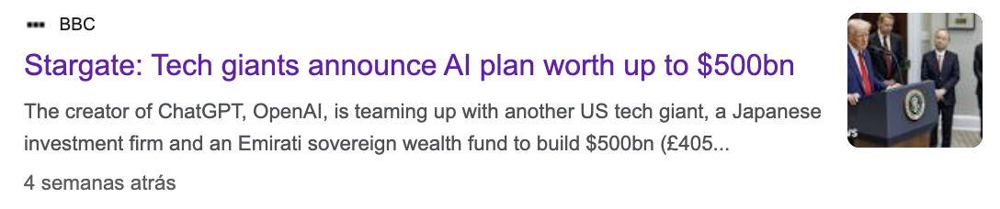 BBC
Stargate: Tech giants announce AI plan worth up to $500bn
The creator of ChatGPT, OpenAI, is teaming up with another US tech giant, a Japanese
investment firm and an Emirati sovereign wealth fund to build $500bn (£405...
4 semanas atrás